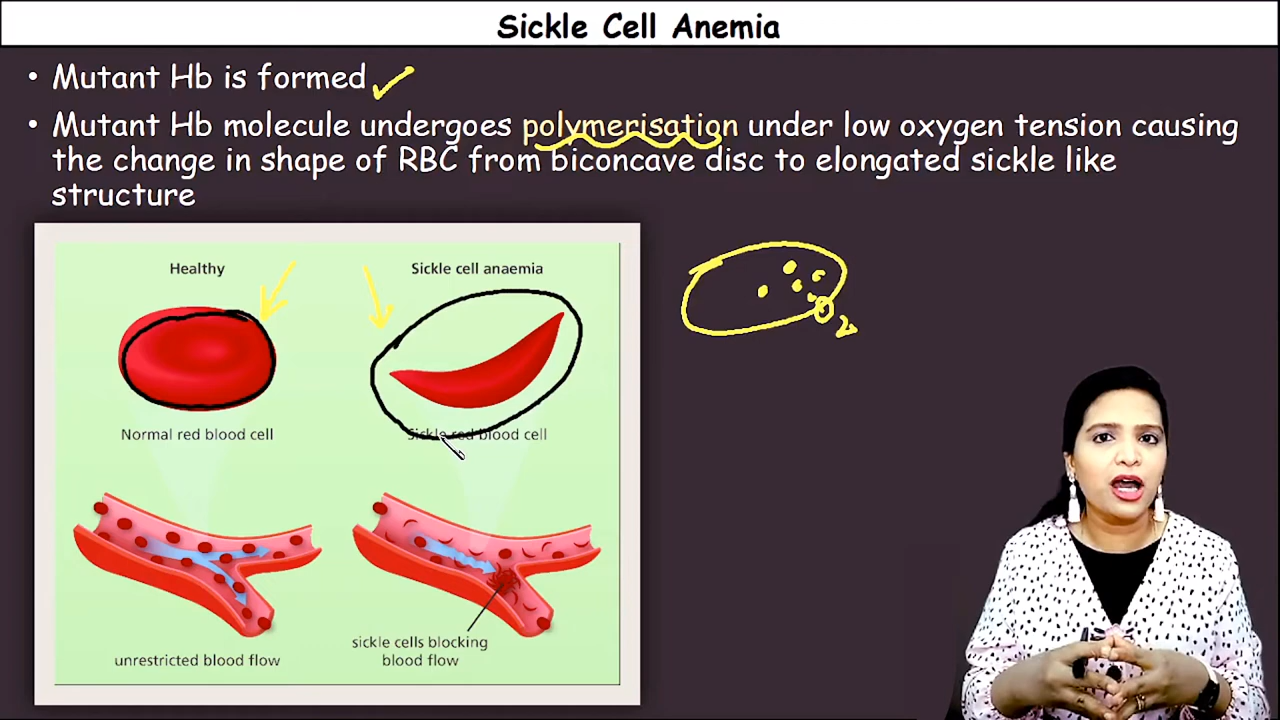 Sickle Cell Anemia
• Mutant Hb is formed
• Mutant Hb molecule undergoes polymerisation under low oxygen tension causing
the change in shape of RBC from biconcave disc to elongated sickle like
structure
Healthy
Sickle cell anaemia
O2
Normal red blood cell
Sickle red blood cell
sickle cells blocking
blood flow
unrestricted blood flow